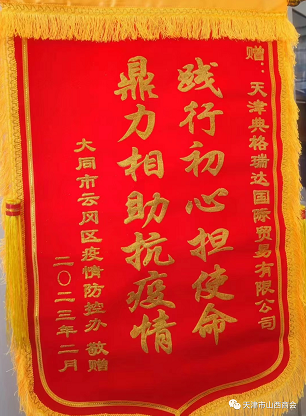 赠：天津典格瑞达国际贸易有限公司
践行初心担使命
鼎力相助抗疫情
大同市云冈区疫情防控办 敬赠
二〇二三年二月
天津市山西商会